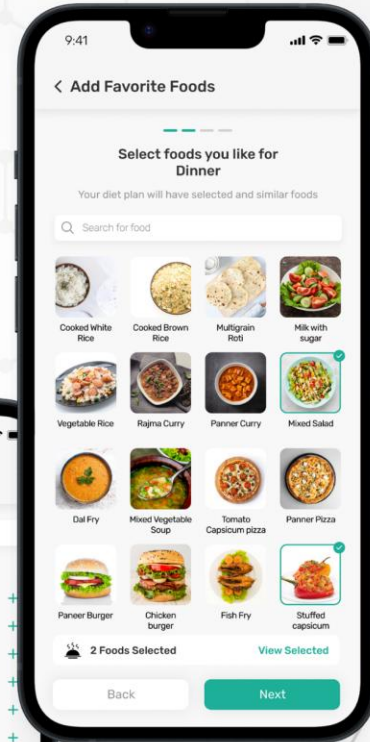 9:41
Add Favorite Foods
Select foods you like for
Dinner
Your diet plan will have selected and similar foods
Search for food
Cooked White
Rice
Cooked Brown
Rice
Multigrain
Roti
Milk with
sugar
Vegetable Rice
Rajma Curry
Panner Curry
Mixed Salad
Dal Fry
Mixed Vegetable
Soup
Tomato
Capsicum pizza
Panner Pizza
Paneer Burger
Chicken
burger
Fish Fry
Stuffed
capsicum
2 Foods Selected
View Selected
Back
Next